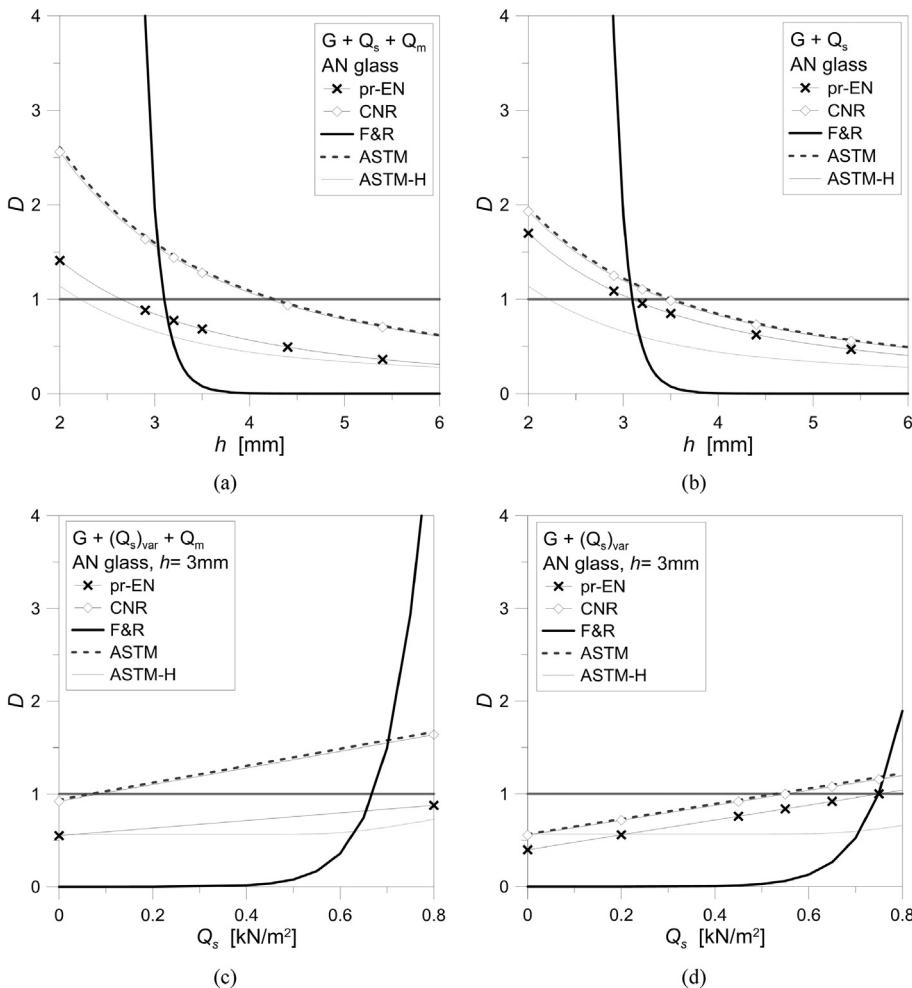 4
3
2
1
0
D
G + Qs + Qm
AN glass
pr-EN
CNR
F&R
ASTM
ASTM-H
2 3 4 5 6
h [mm]
(a)
4
3
2
1
0
D
G + Qs
AN glass
pr-EN
CNR
F&R
ASTM
ASTM-H
2 3 4 5 6
h [mm]
(b)
4
3
2
1
0
D
G + (Qs)var + Qm
AN glass, h= 3mm
pr-EN
CNR
F&R
ASTM
ASTM-H
0 0.2 0.4 0.6 0.8
Qs [kN/m²]
(c)
4
3
2
1
0
D
G + (Qs)var
AN glass, h= 3mm
pr-EN
CNR
F&R
ASTM
ASTM-H
0 0.2 0.4 0.6 0.8
Qs [kN/m²]
(d)